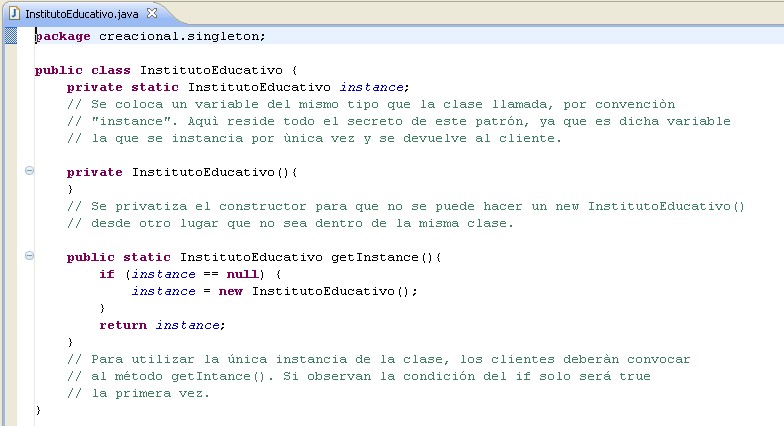 InstitutoEducativo.java
package creacional.singleton;
public class InstitutoEducativo {
private static InstitutoEducativo instance;
// Se coloca un variable del mismo tipo que la clase llamada, por convenciòn
// "instance". Aquì reside todo el secreto de este patrón, ya que es dicha variable
// la que se instancia por ùnica vez y se devuelve al cliente.
private InstitutoEducativo(){
}
// Se privatiza el constructor para que no se puede hacer un new InstitutoEducativo()
// desde otro lugar que no sea dentro de la misma clase.
public static InstitutoEducativo getInstance(){
if (instance == null) {
instance = new InstitutoEducativo();
}
return instance;
}
// Para utilizar la única instancia de la clase, los clientes deberàn convocar
// al método getIntance(). Si observan la condición del if solo será true
// la primera vez.
}